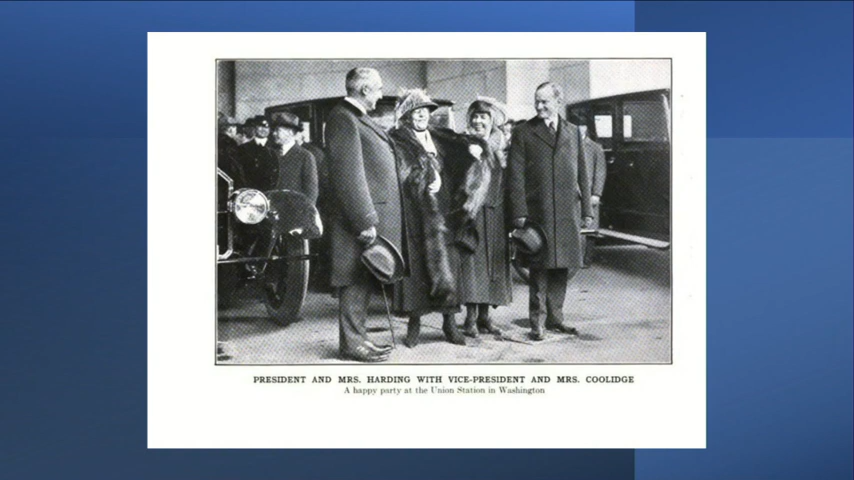 PRESIDENT AND MRS. HARDING WITH VICE-PRESIDENT AND MRS. COOLIDGE
A happy party at the Union Station in Washington